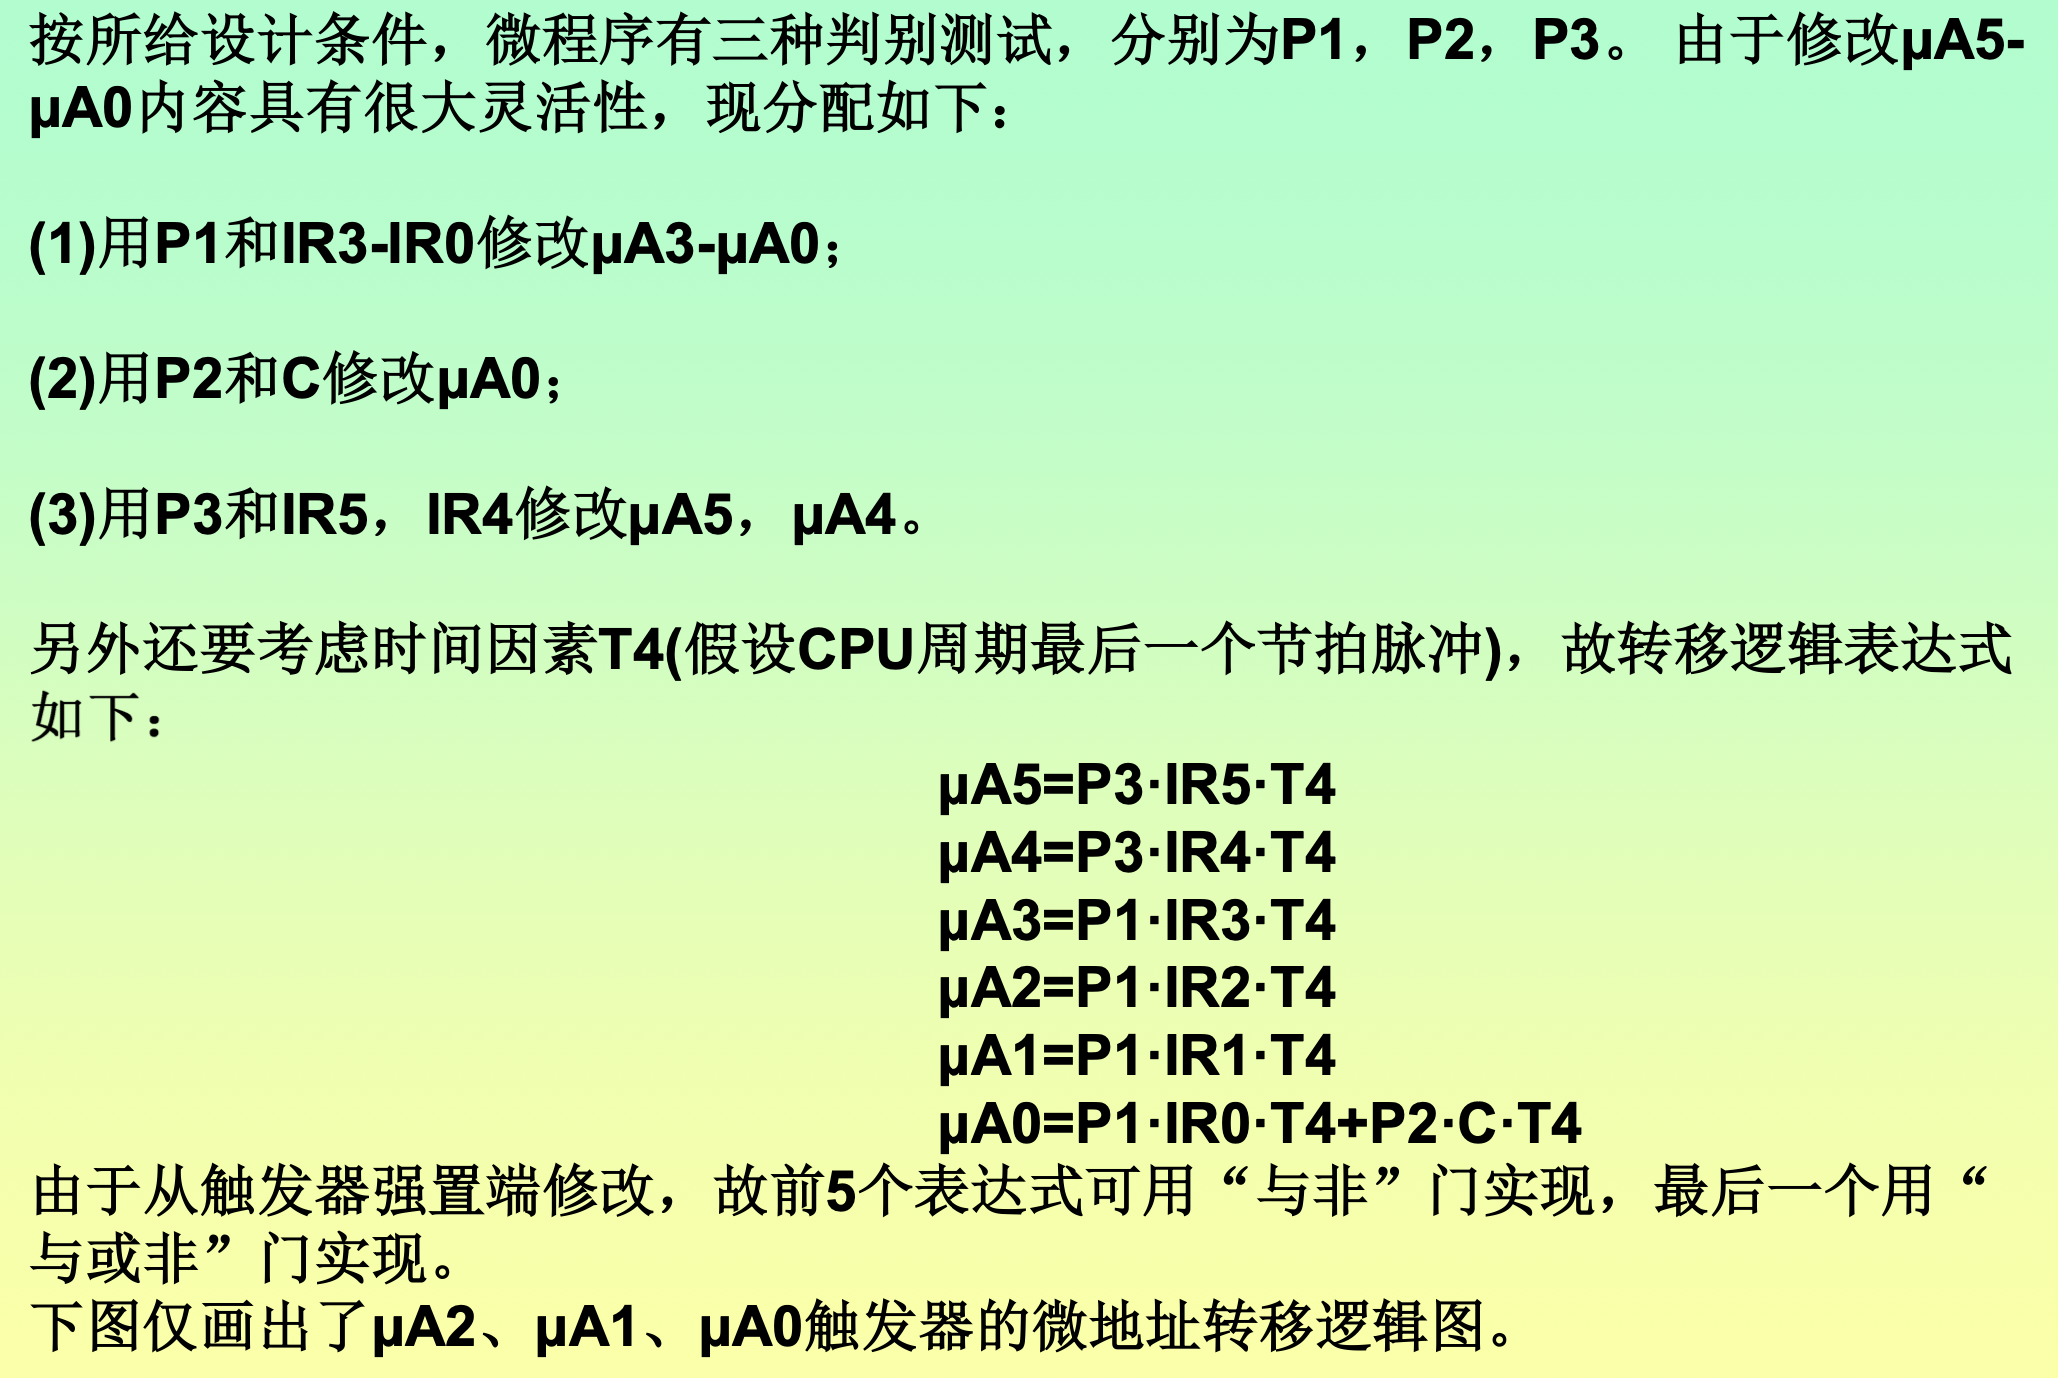 按所给设计条件，微程序有三种判别测试，分别为P1，P2，P3。 由于修改μA5-
μA0内容具有很大灵活性，现分配如下：
(1)用P1和IR3-IR0修改μA3-μA0；
(2)用P2和C修改μA0；
(3)用P3和IR5，IR4修改μA5，μA4。
另外还要考虑时间因素T4(假设CPU周期最后一个节拍脉冲)，故转移逻辑表达式
如下：
μA5=P3·IR5·T4
μA4=P3·IR4·T4
μA3=P1·IR3·T4
μA2=P1·IR2·T4
μA1=P1·IR1·T4
μA0=P1·IR0·T4+P2·C·T4
由于从触发器强置端修改，故前5个表达式可用“与非”门实现，最后一个用“
与或非”门实现。
下图仅画出了μA2、μA1、μA0触发器的微地址转移逻辑图。